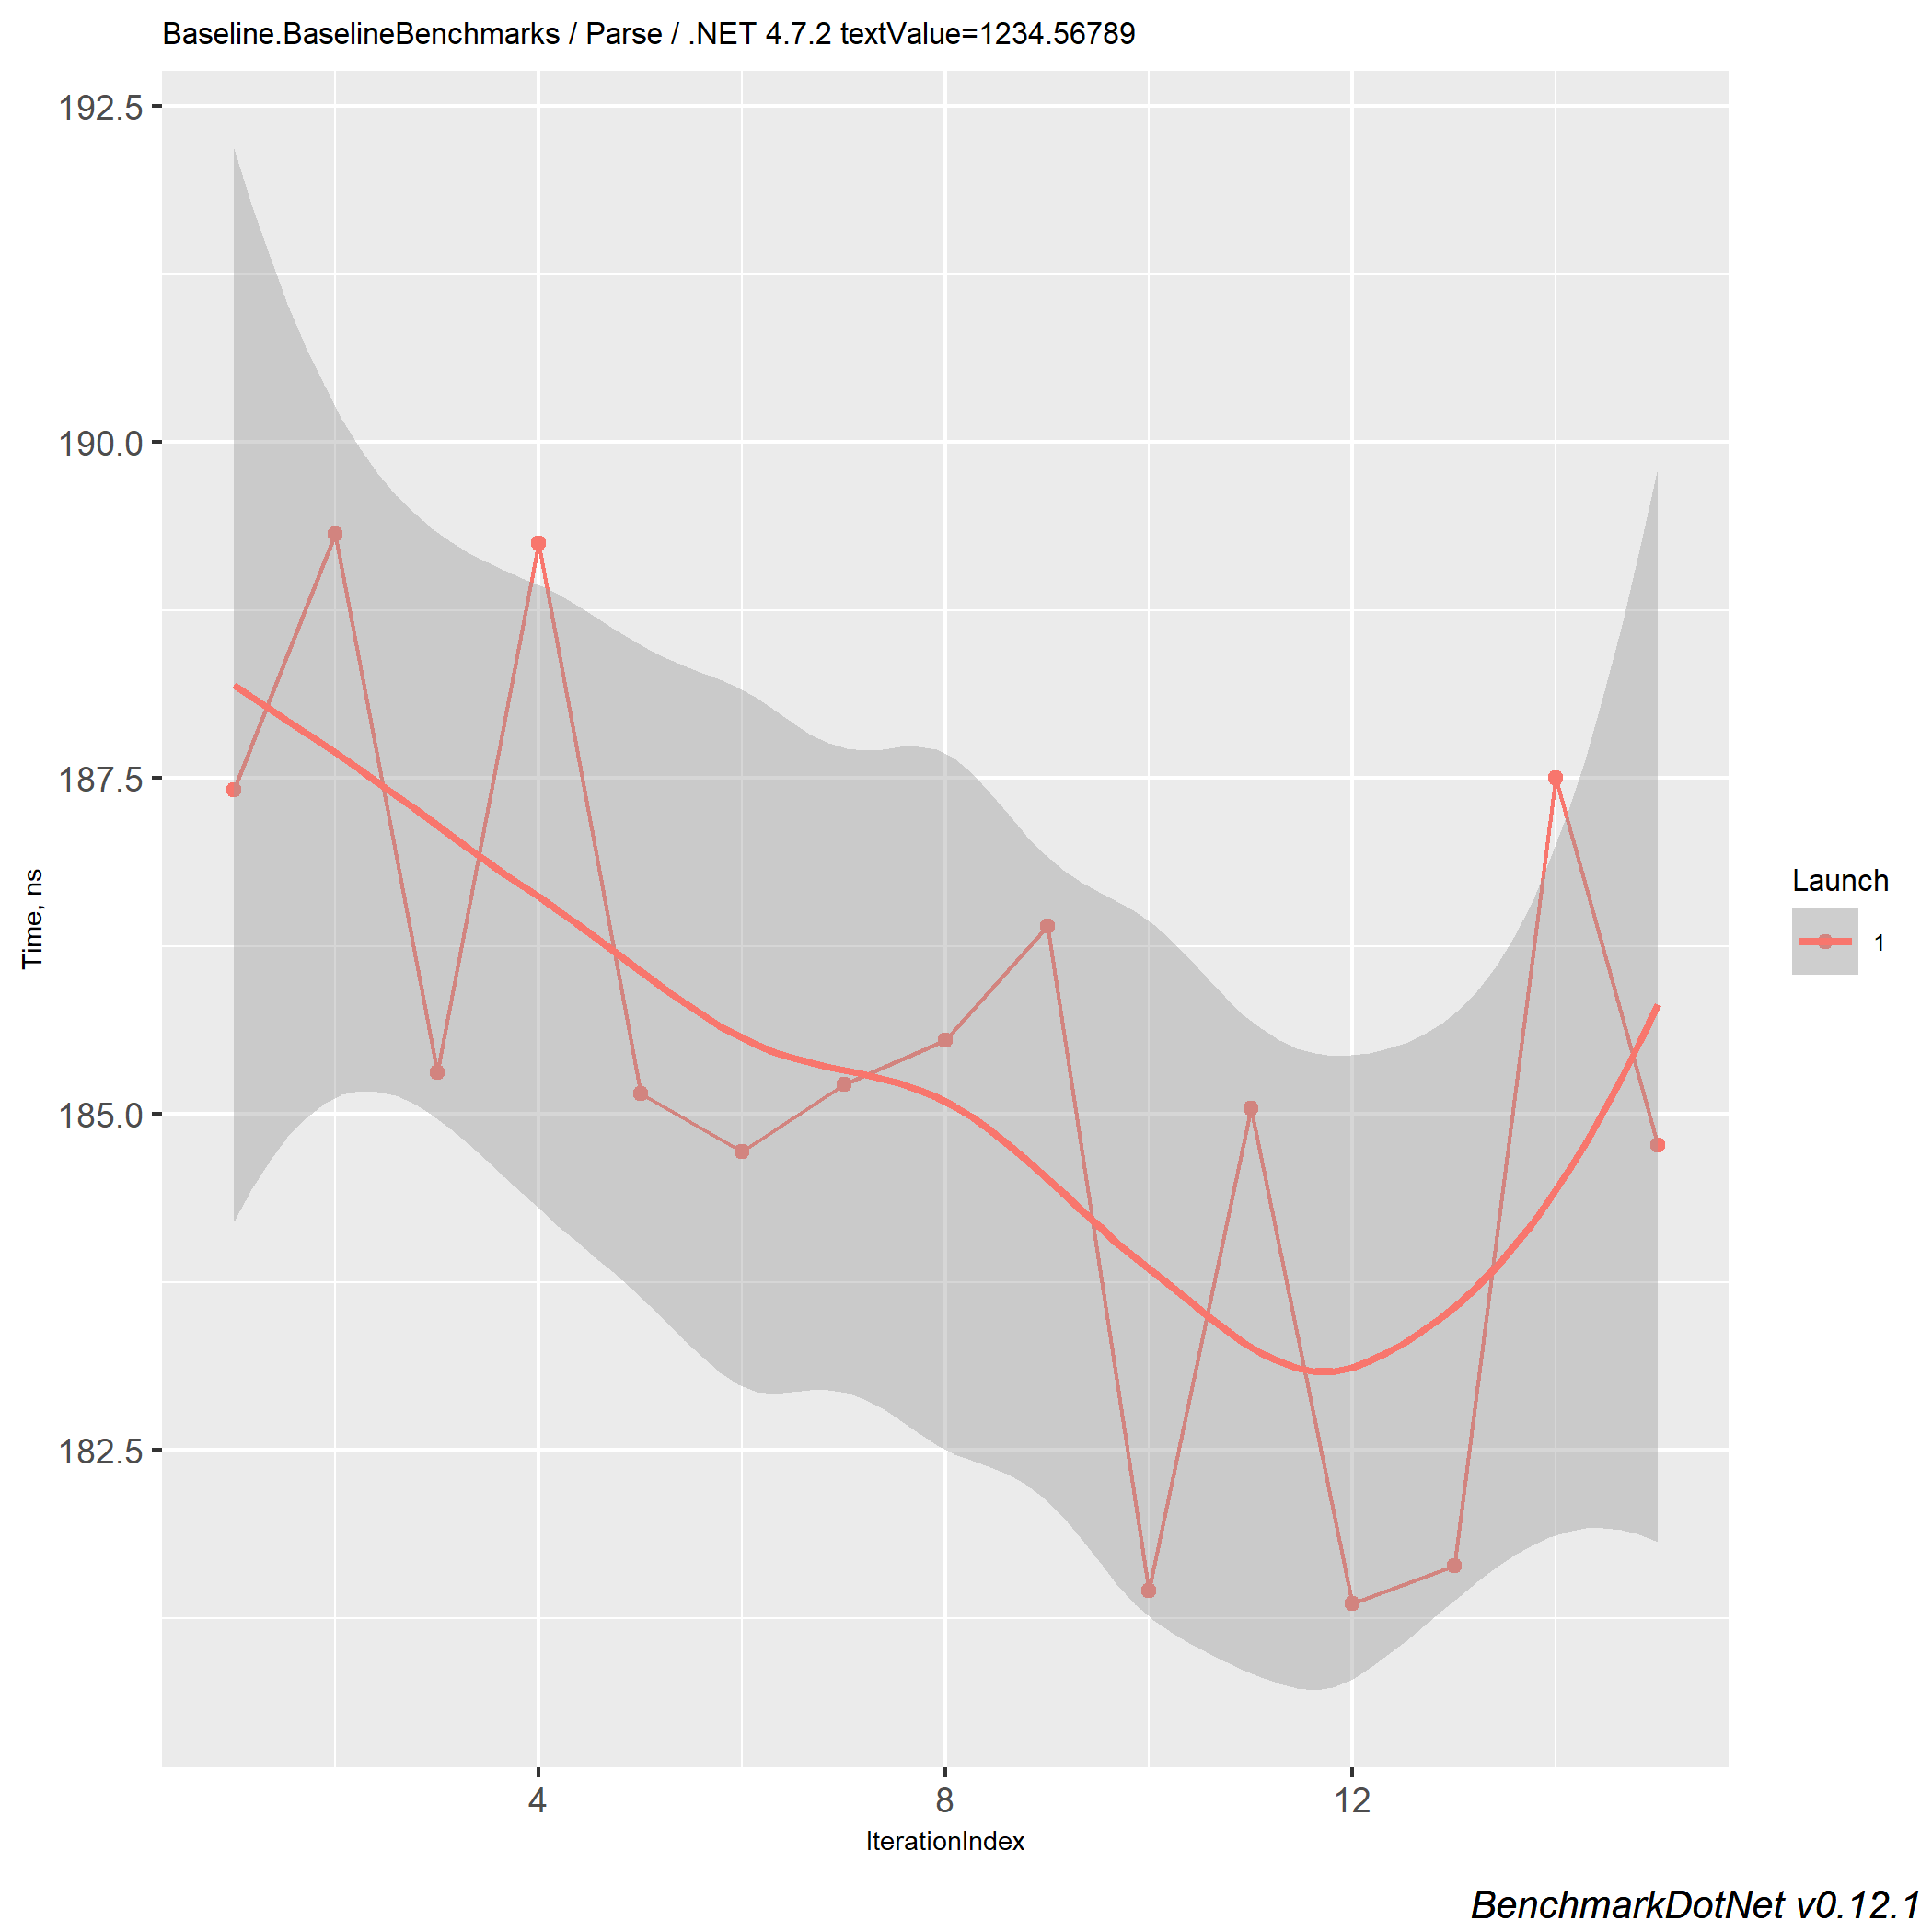 Baseline.BaselineBenchmarks / Parse / .NET 4.7.2 textValue=1234.56789
192.5
190.0
187.5
185.0
182.5
Time, ns
4
8
12
IterationIndex
Launch
1
BenchmarkDotNet v0.12.1